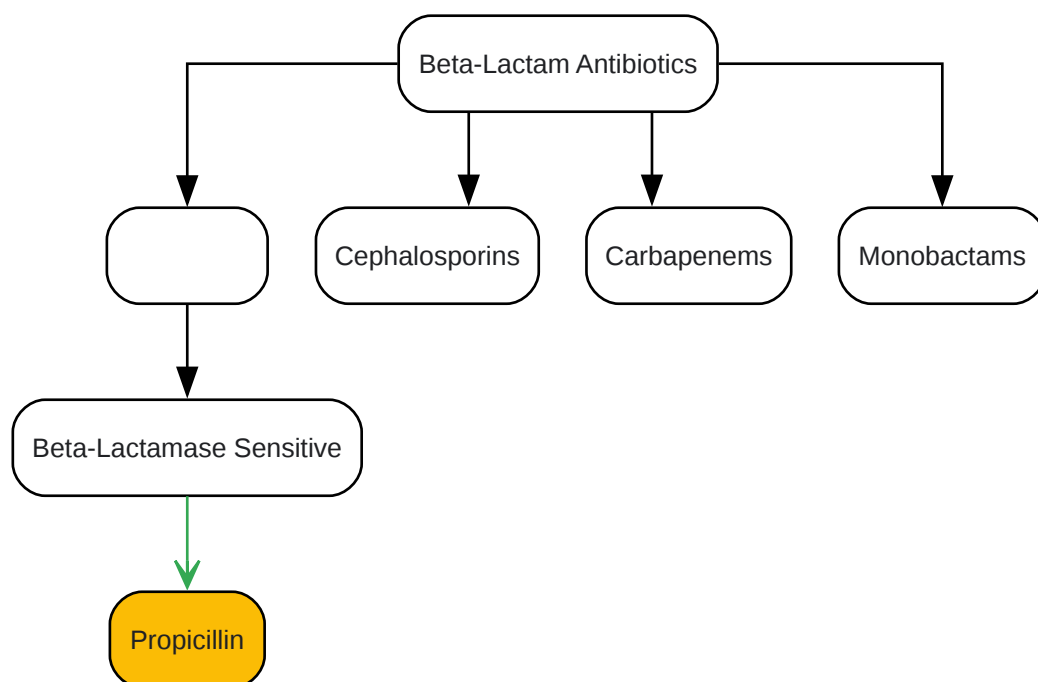 Beta-Lactam Antibiotics
Cephalosporins
Carbapenems
Monobactams
Beta-Lactamase Sensitive
Propicillin